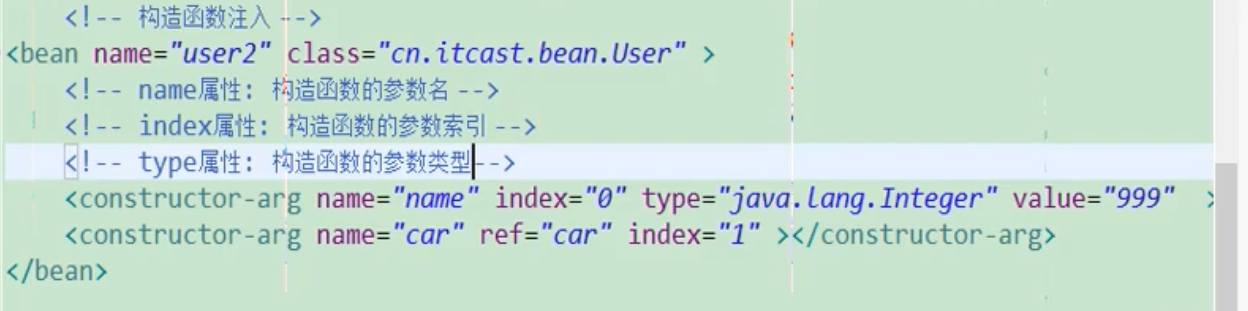 <!-- 构造函数注入 -->
<bean name="user2" class="cn.itcast.bean.User" >
<!-- name属性: 构造函数的参数名 -->
<!-- index属性: 构造函数的参数索引 -->
<!-- type属性: 构造函数的参数类型-->
<constructor-arg name="name" index="0" type="java.lang.Integer" value="999" >
<constructor-arg name="car" ref="car" index="1" ></constructor-arg>
</bean>